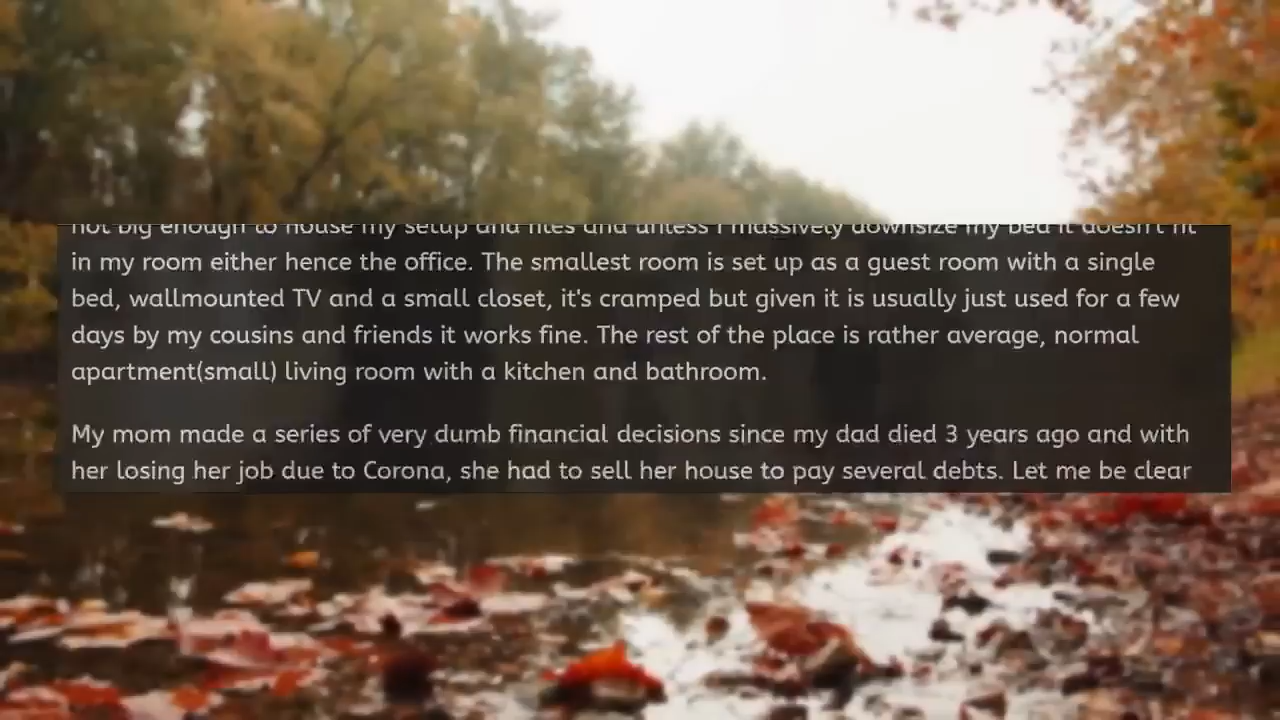 not big enough to house my setup and files and unless I massively downsize my bed it doesn't fit
in my room either hence the office. The smallest room is set up as a guest room with a single
bed, wallmounted TV and a small closet, it's cramped but given it is usually just used for a few
days by my cousins and friends it works fine. The rest of the place is rather average, normal
apartment(small) living room with a kitchen and bathroom.
My mom made a series of very dumb financial decisions since my dad died 3 years ago and with
her losing her job due to Corona, she had to sell her house to pay several debts. Let me be clear